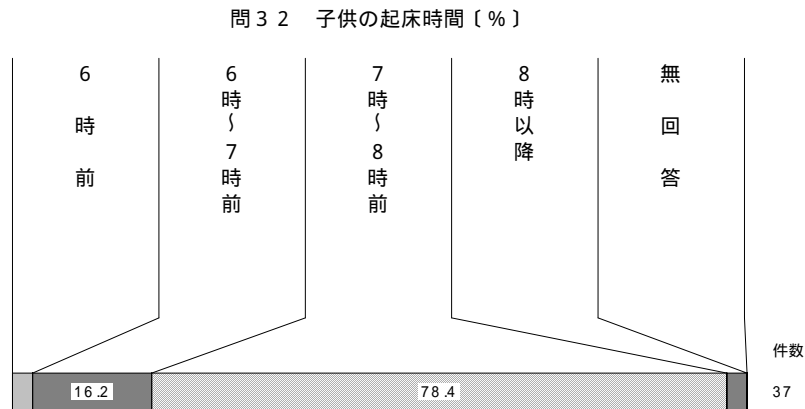 問32 子供の起床時間〔%〕
6時前
6時~7時前
7時~8時前
8時以降
無回答
件数
16.2
78.4
37